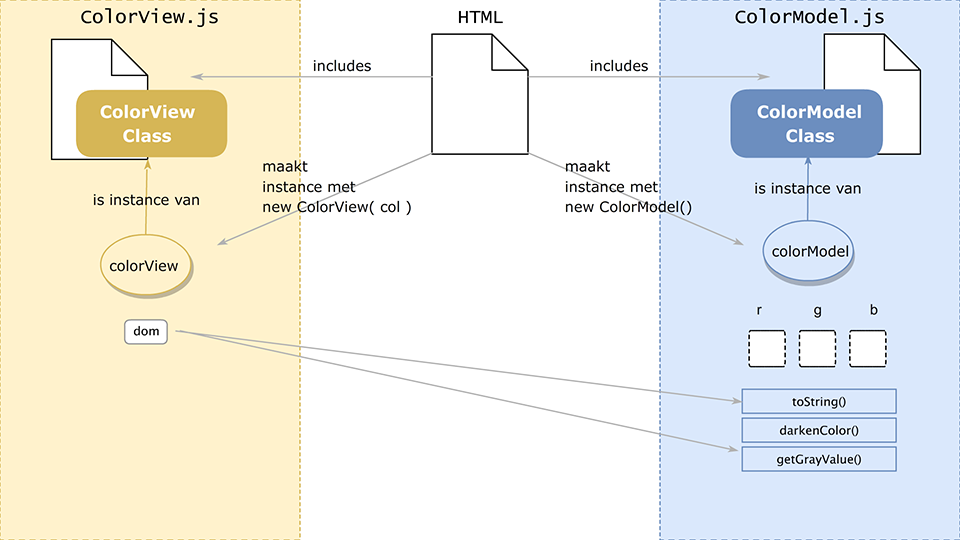 ColorView.js
HTML
ColorModel.js
includes
includes
ColorView
Class
ColorModel
Class
maakt
instance met
new ColorView( col )
maakt
instance met
new ColorModel()
is instance van
is instance van
colorView
colorModel
r g b
dom
toString()
darkenColor()
getGrayValue()